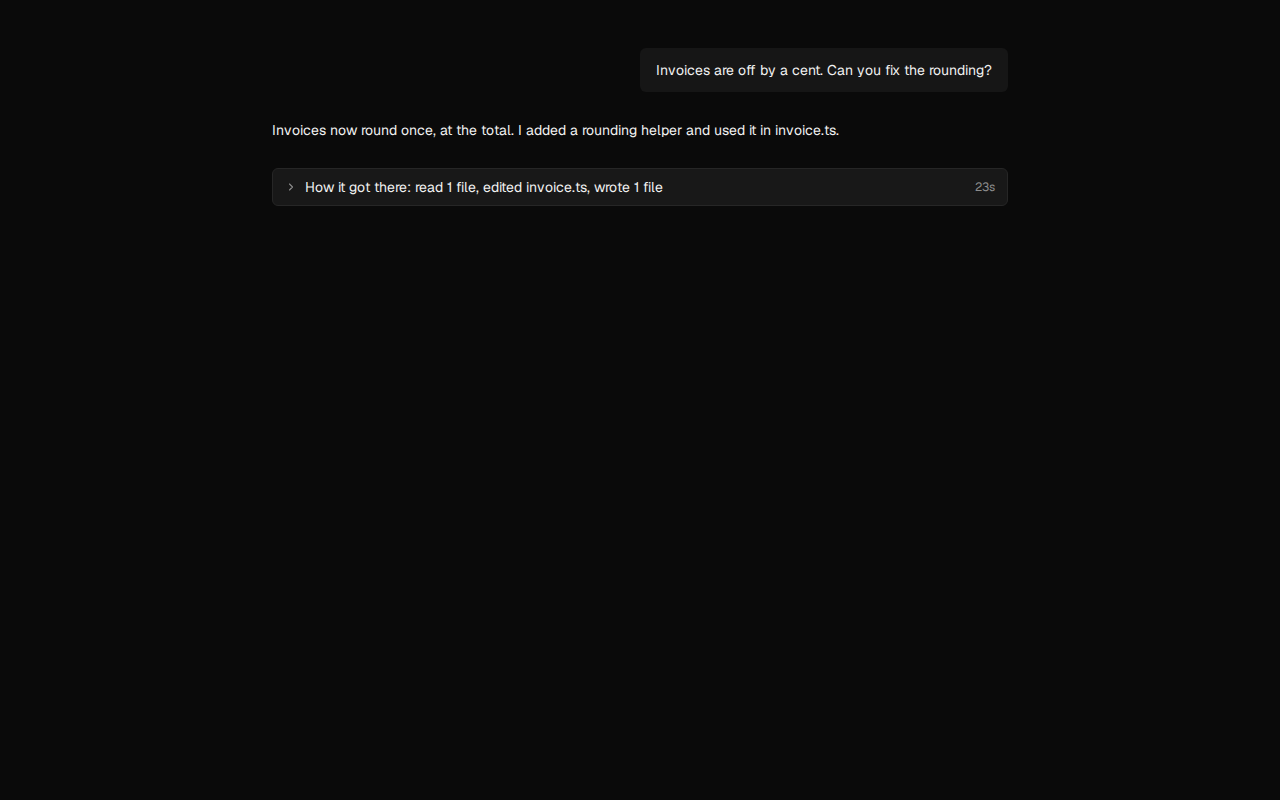 Invoices are off by a cent. Can you fix the rounding?
Invoices now round once, at the total. I added a rounding helper and used it in invoice.ts.
How it got there: read 1 file, edited invoice.ts, wrote 1 file 23s